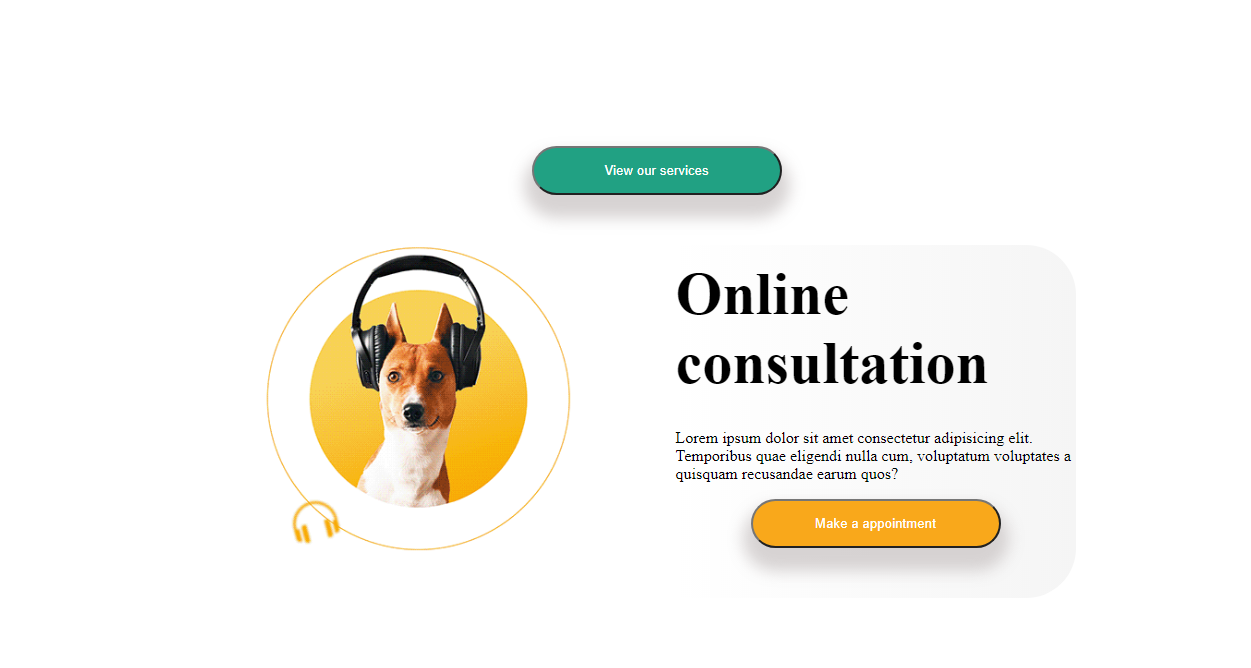 View our services
Online
consultation
Lorem ipsum dolor sit amet consectetur adipisicing elit.
Temporibus quae eligendi nulla cum, voluptatum voluptates a
quisquam recusandae earum quos?
Make a appointment